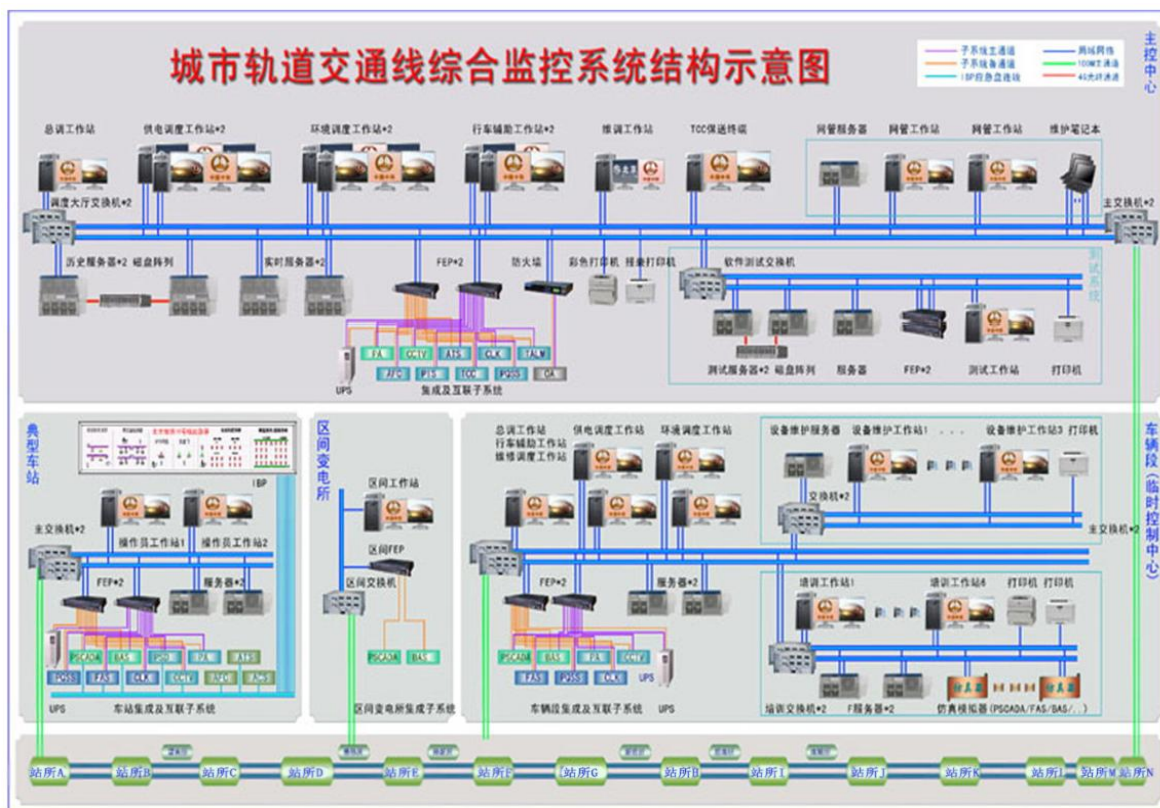 城市轨道交通线综合监控系统结构示意图
子系统主通道
局域网络
子系统备通道
100M主通道
IBP应急盘连线
主控中心
总调工作站
供电调度工作站*2
环境调度工作站*2
行车辅助工作站*2
维调工作站
TCC保送终端
网管服务器
网管工作站
网管工作站
维护笔记本
调度大厅交换机*2
主交换机*2
历史服务器*2
磁盘阵列
实时服务器*2
FEP*2
防火墙
彩色打印机
报表打印机
软件测试交换机
测试系统
FA
CCTV
ATS
CLK
TALM
AFC
PIS
TCC
PQSS
OA
UPS
集成及互联子系统
测试服务器*2
磁盘阵列
服务器
FEP*2
测试工作站
打印机
典型车站
IBP
主交换机*2
操作员工作站1
操作员工作站2
FEP*2
服务器*2
PSCADA
BAS
PSD
FA
ATS
PQSS
FAS
CLK
CCTV
AFC
ACS
UPS
车站集成及互联子系统
区间变电所
区间工作站
区间FEP
区间交换机
PSCADA
BAS
区间变电所集成子系统
车辆段(临时控制中心)
总调工作站
行车辅助工作站
维修调度工作站
供电调度工作站
环境调度工作站
FEP*2
服务器*2
PSCADA
BAS
FA
CCTV
FAS
PQSS
CLK
UPS
车辆段集成及互联子系统
UPS
设备维护服务器
设备维护工作站1
. . . .
设备维护工作站3
打印机
交换机*2
主交换机*2
培训工作站1
培训工作站6
打印机
打印机
培训交换机*2
F服务器*2
仿真器
仿真器
仿真模拟器(PSCADA/FAS/BAS/..)
站所A
站所B
站所C
站所D
站所E
站所F
站所G
站所H
站所I
站所J
站所K
站所L
站所M
站所N